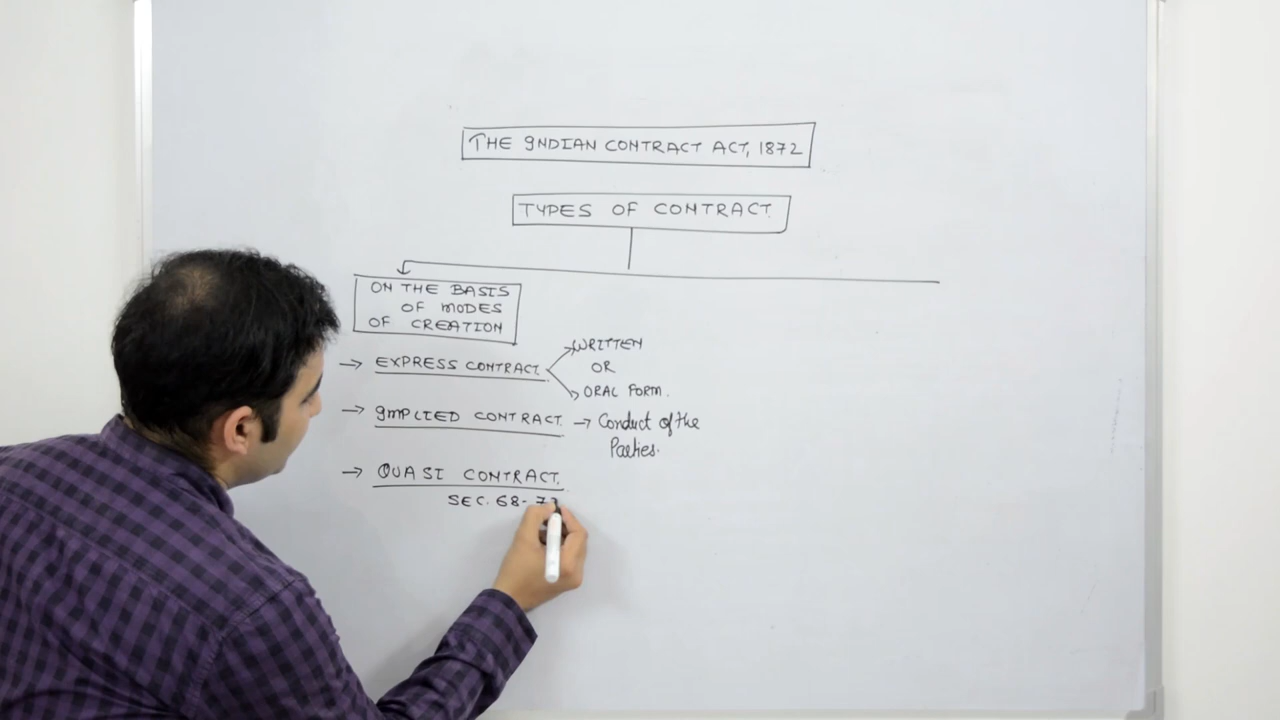 THE INDIAN CONTRACT ACT, 1872
TYPES OF CONTRACT.
ON THE BASIS
OF MODES
OF CREATION
→ EXPRESS CONTRACT.
WRITTEN
OR
ORAL FORM.
→ IMPLIED CONTRACT. → Conduct of the
Parties.
→ QUASI CONTRACT.
SEC. 68-